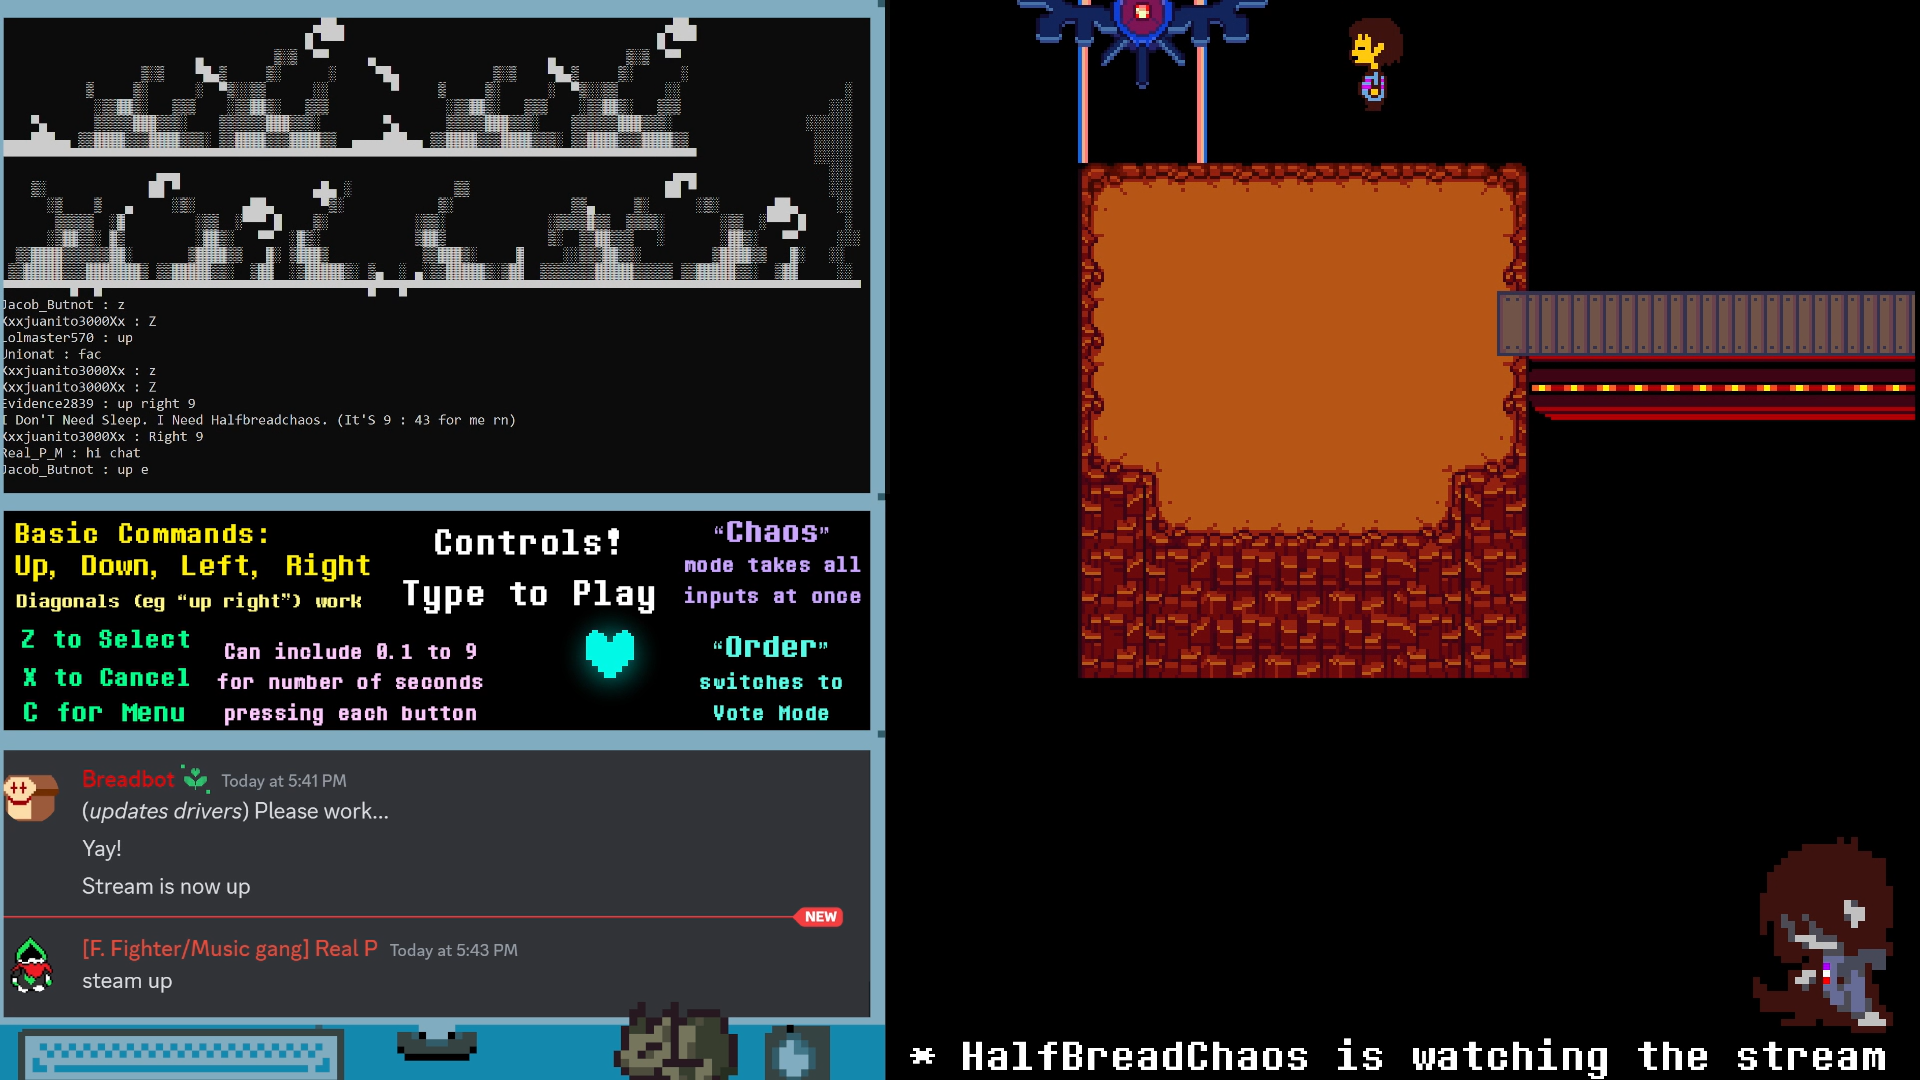 Jacob_Butnot : z
Xxxjuanito3000Xx : Z
Lolmaster570 : up
Unionat : fac
Xxxjuanito3000Xx : z
Xxxjuanito3000Xx : Z
Evidence2839 : up right 9
I Don'T Need Sleep. I Need Halfbreadchaos. (It'S 9 : 43 for me rn)
Xxxjuanito3000Xx : Right 9
Real_P_M : hi chat
Jacob_Butnot : up e
Basic Commands:
Up, Down, Left, Right
Diagonals (eg “up right”) work
Z to Select
X to Cancel
C for Menu
Can include 0.1 to 9
for number of seconds
pressing each button
Controls!
Type to Play
“Chaos”
mode takes all
inputs at once
“Order”
switches to
Vote Mode
Breadbot Today at 5:41 PM
(updates drivers) Please work...
Yay!
Stream is now up
NEW
[F. Fighter/Music gang] Real P Today at 5:43 PM
steam up
* HalfBreadChaos is watching the stream